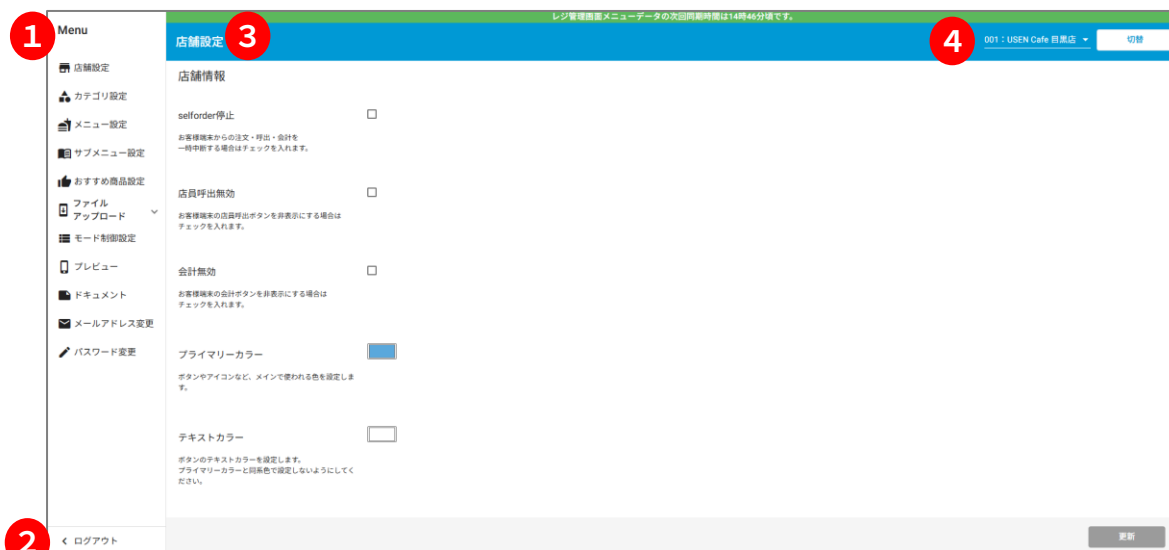 レジ管理画面メニューデータの次回同期時間は14時46分頃です。
1
Menu
店舗設定
3
4
001：USEN Cafe 目黒店
切替
店舗設定
カテゴリ設定
メニュー設定
サブメニュー設定
おすすめ商品設定
ファイル
アップロード
モード制御設定
プレビュー
ドキュメント
メールアドレス変更
パスワード変更
店舗情報
selforder停止
お客様端末からの注文・呼出・会計を
一時中断する場合はチェックを入れます。
店員呼出無効
お客様端末の店員呼出ボタンを非表示にする場合は
チェックを入れます。
会計無効
お客様端末の会計ボタンを非表示にする場合は
チェックを入れます。
プライマリーカラー
ボタンやアイコンなど、メインで使われる色を設定しま
す。
テキストカラー
ボタンのテキストカラーを設定します。
プライマリーカラーと同系色で設定しないようにしてく
ださい。
2
ログアウト
更新